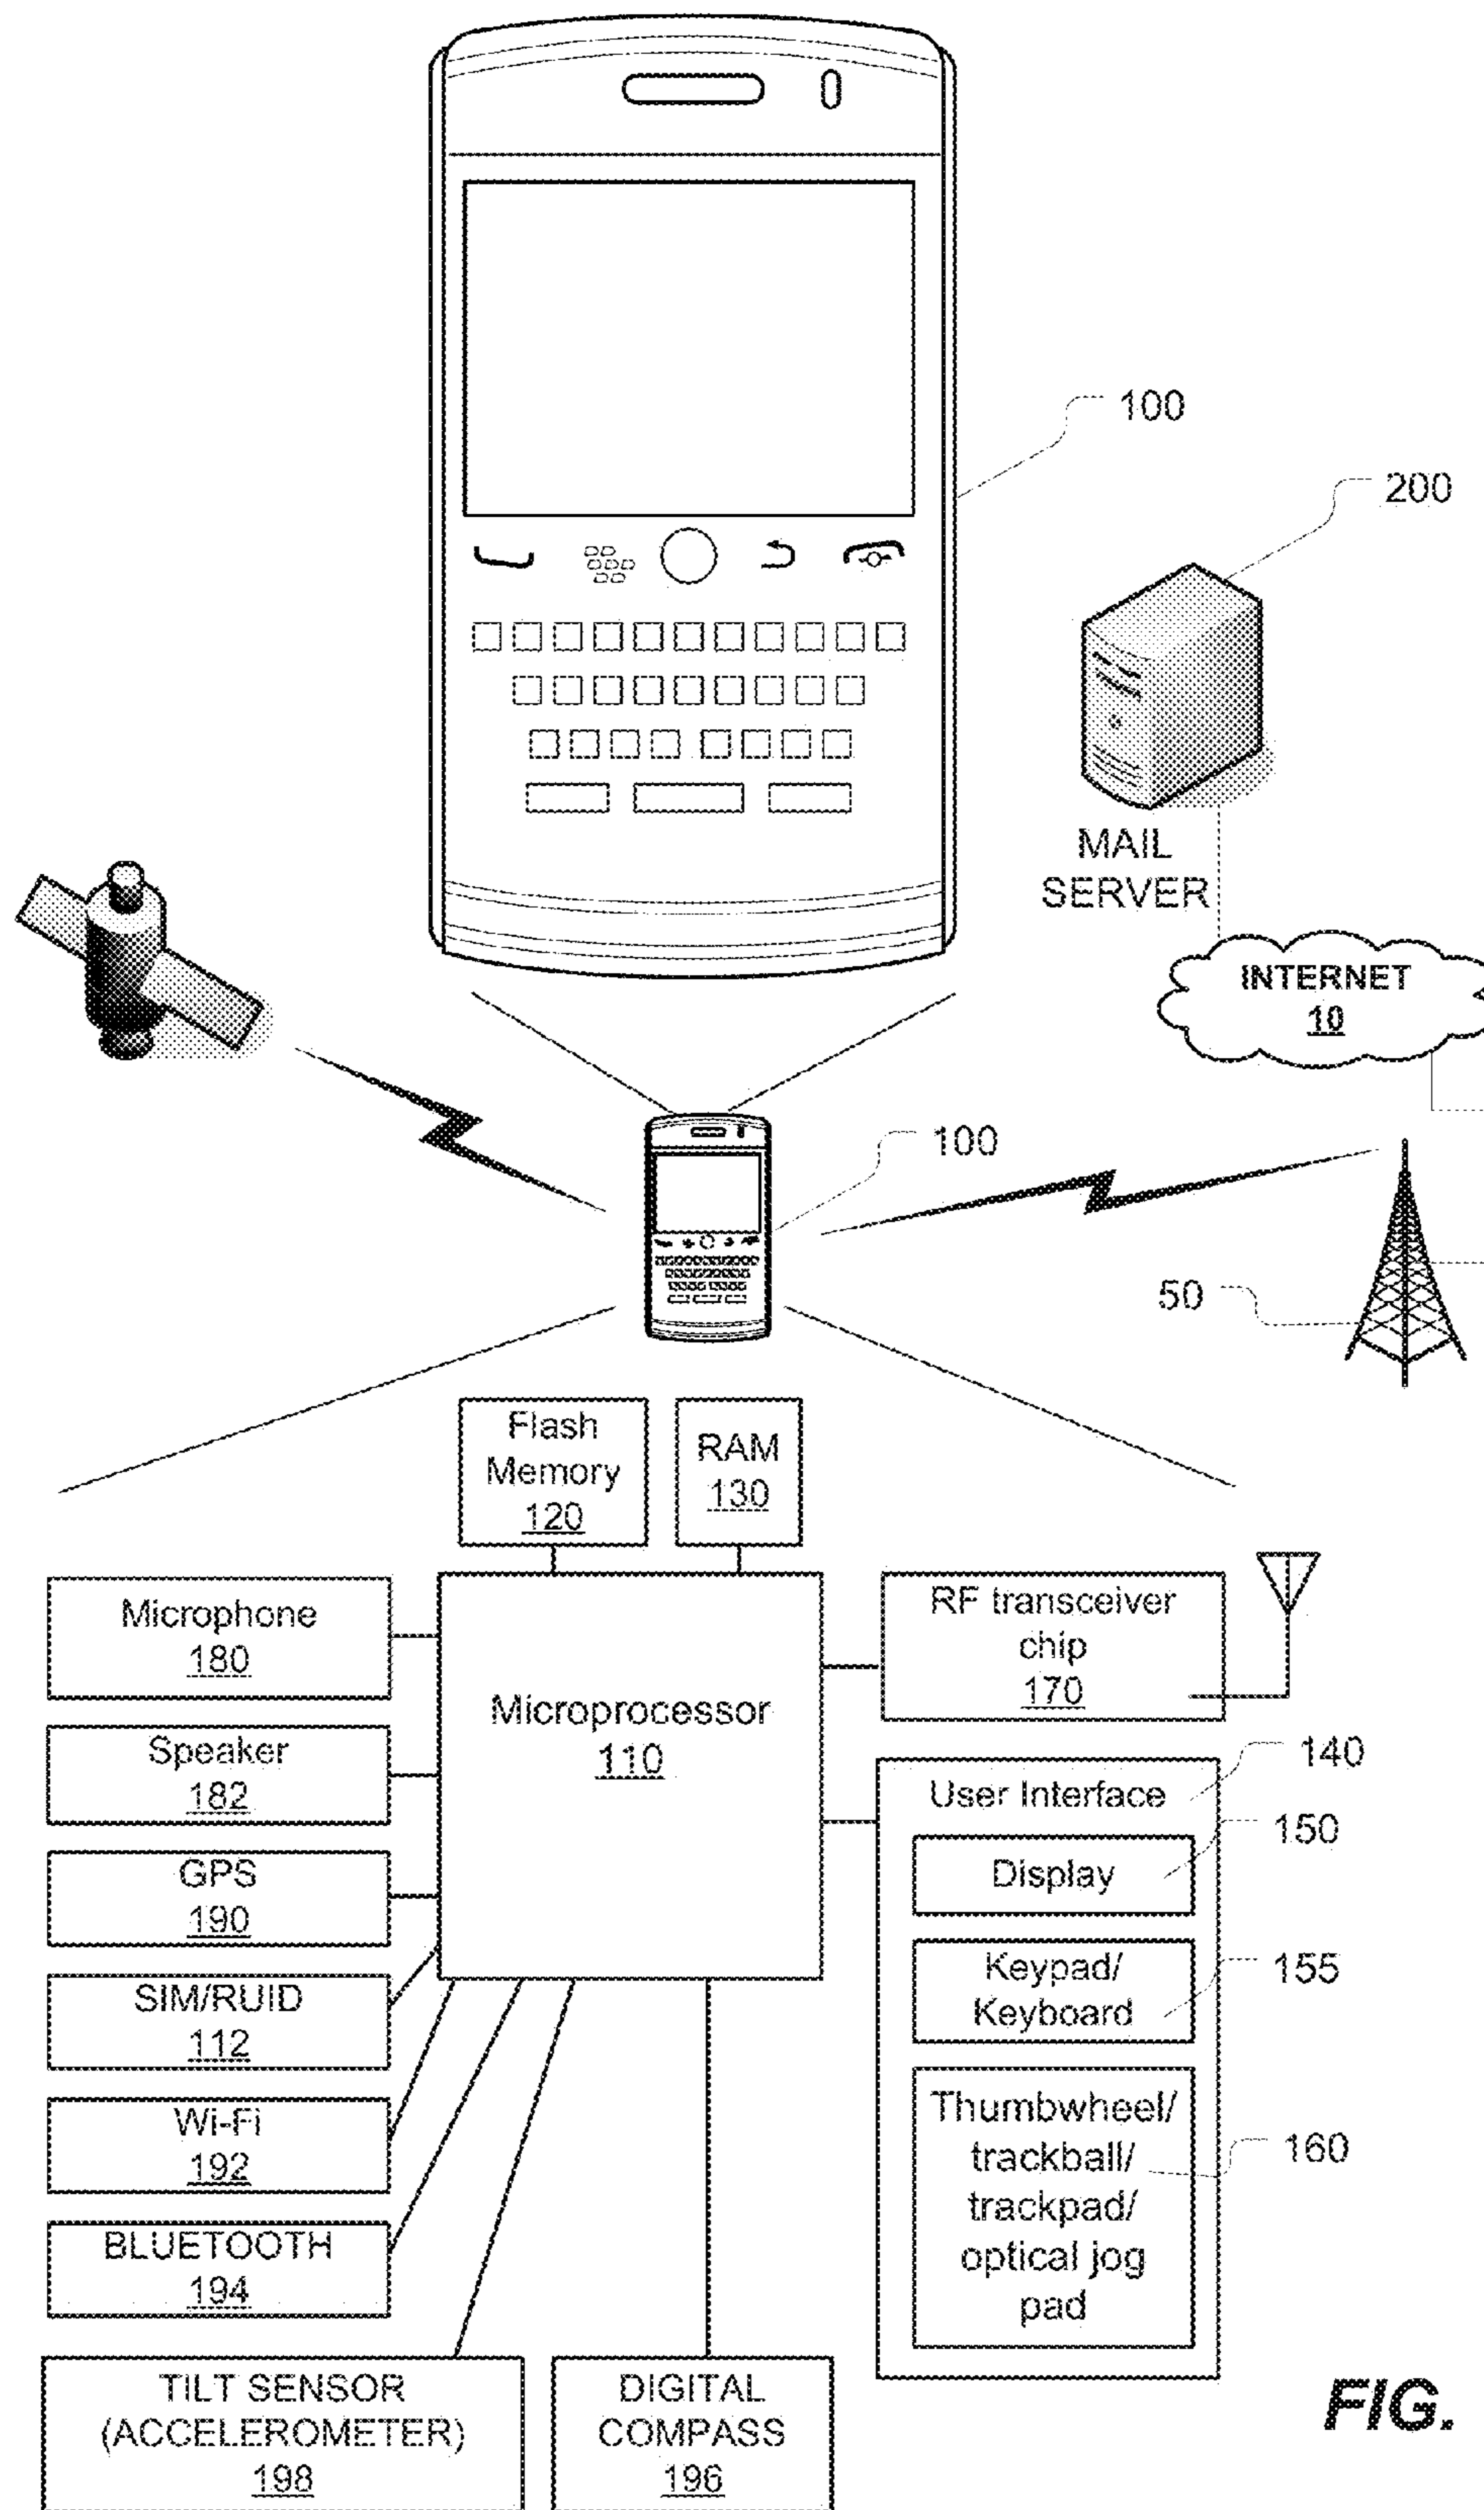 100
200
MAIL
SERVER
INTERNET
10
100
50
Flash
Memory
120
RAM
130
Microphone
180
Speaker
182
GPS
190
SIM/RUID
112
Wi-Fi
192
BLUETOOTH
194
TILT SENSOR
(ACCELEROMETER)
198
DIGITAL
COMPASS
196
Microprocessor
110
RF transceiver
chip
170
140
User Interface
150
Display
Keypad/
Keyboard
155
Thumbwheel/
trackball/
trackpad/
optical jog
pad
160
FIG.